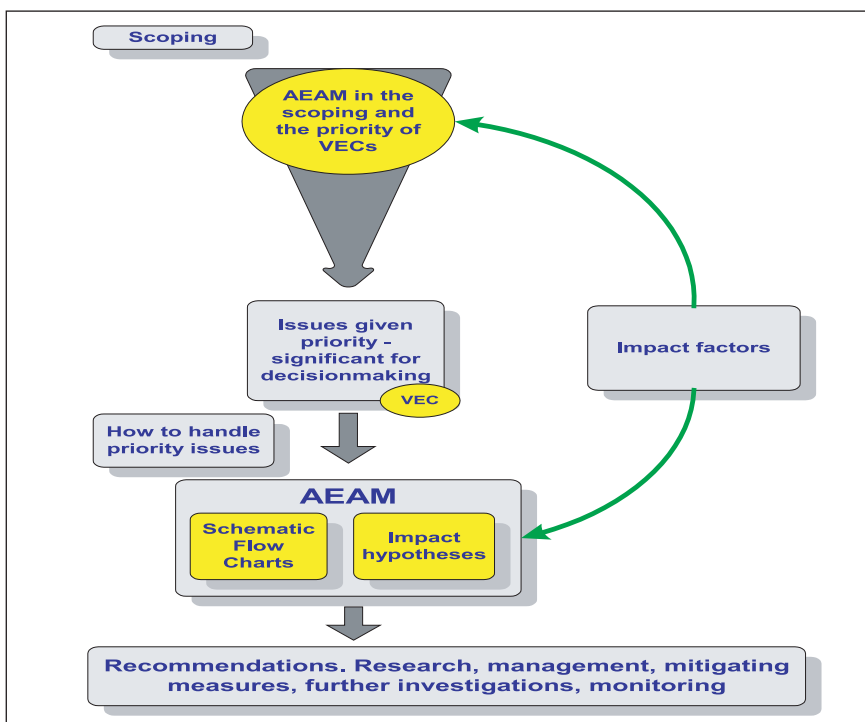 Scoping
AEAM in the
scoping and
the priority of
VECs
Issues given
priority -
significant for
decisionmaking
VEC
Impact factors
How to handle
priority issues
AEAM
Schematic
Flow
Charts
Impact
hypotheses
Recommendations. Research, management, mitigating
measures, further investigations, monitoring